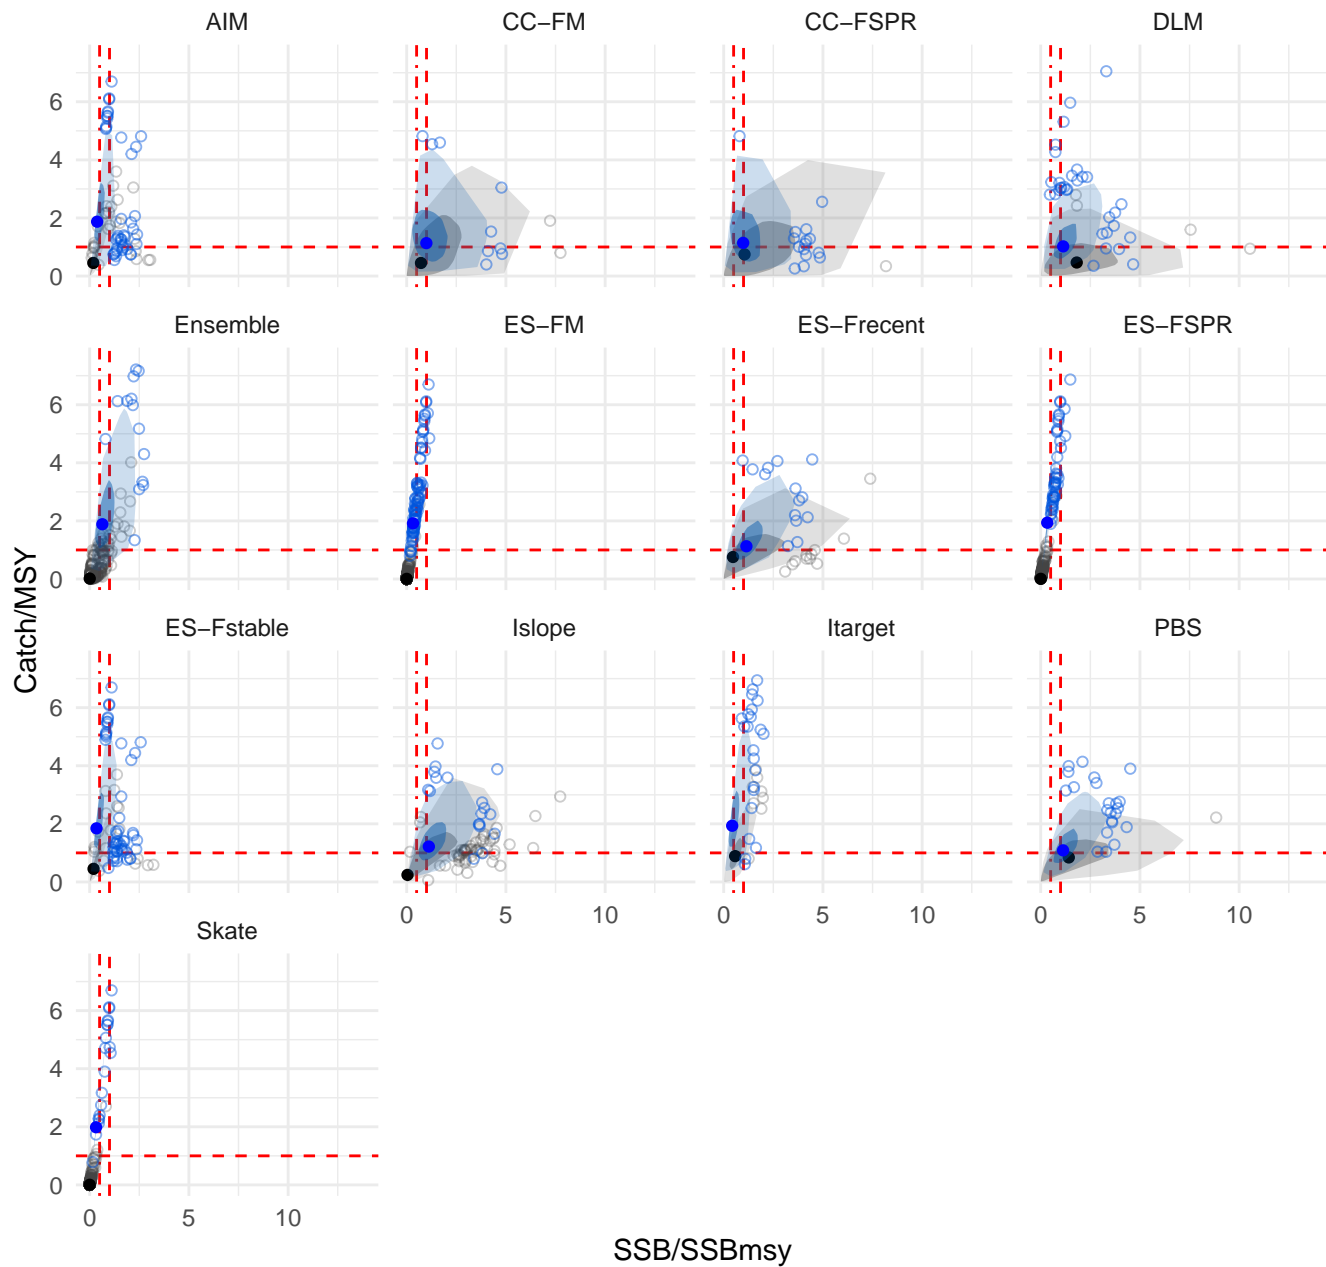 AIM CC−FM CC−FSPR DLM
6
4
2
0
Ensemble ES−FM ES−Frecent ES−FSPR
6
4
2
0
Catch/MSY
ES−Fstable Islope Itarget PBS
6
4
2
0
0 5 10 0 5 10 0 5 10
Skate
6
4
2
0
0 5 10
SSB/SSBmsy